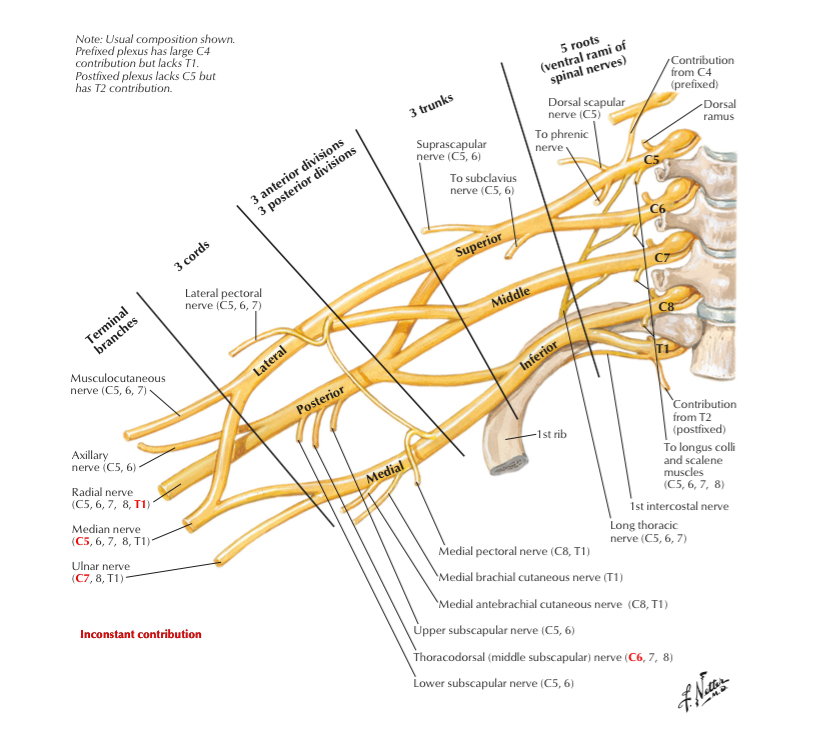 Note: Usual composition shown.
Prefixed plexus has large C4
contribution but lacks T1.
Postfixed plexus lacks C5 but
has T2 contribution.
5 roots
(ventral rami of
spinal nerves)
3 trunks
3 anterior divisions
3 posterior divisions
3 cords
Terminal
branches
Contribution
from C4
(prefixed)
Dorsal
ramus
Dorsal scapular
nerve (C5)
To phrenic
nerve
Suprascapular
nerve (C5, 6)
To subclavius
nerve (C5, 6)
C5
C6
C7
C8
T1
Superior
Middle
Inferior
Lateral pectoral
nerve (C5, 6, 7)
Lateral
Posterior
Medial
Musculocutaneous
nerve (C5, 6, 7)
Axillary
nerve (C5, 6)
Radial nerve
(C5, 6, 7, 8, T1)
Median nerve
(C5, 6, 7, 8, T1)
Ulnar nerve
(C7, 8, T1)
1st rib
Contribution
from T2
(postfixed)
To longus colli
and scalene
muscles
(C5, 6, 7, 8)
1st intercostal nerve
Long thoracic
nerve (C5, 6, 7)
Medial pectoral nerve (C8, T1)
Medial brachial cutaneous nerve (T1)
Medial antebrachial cutaneous nerve (C8, T1)
Upper subscapular nerve (C5, 6)
Thoracodorsal (middle subscapular) nerve (C6, 7, 8)
Lower subscapular nerve (C5, 6)
Inconstant contribution
F. Netter
M.D.